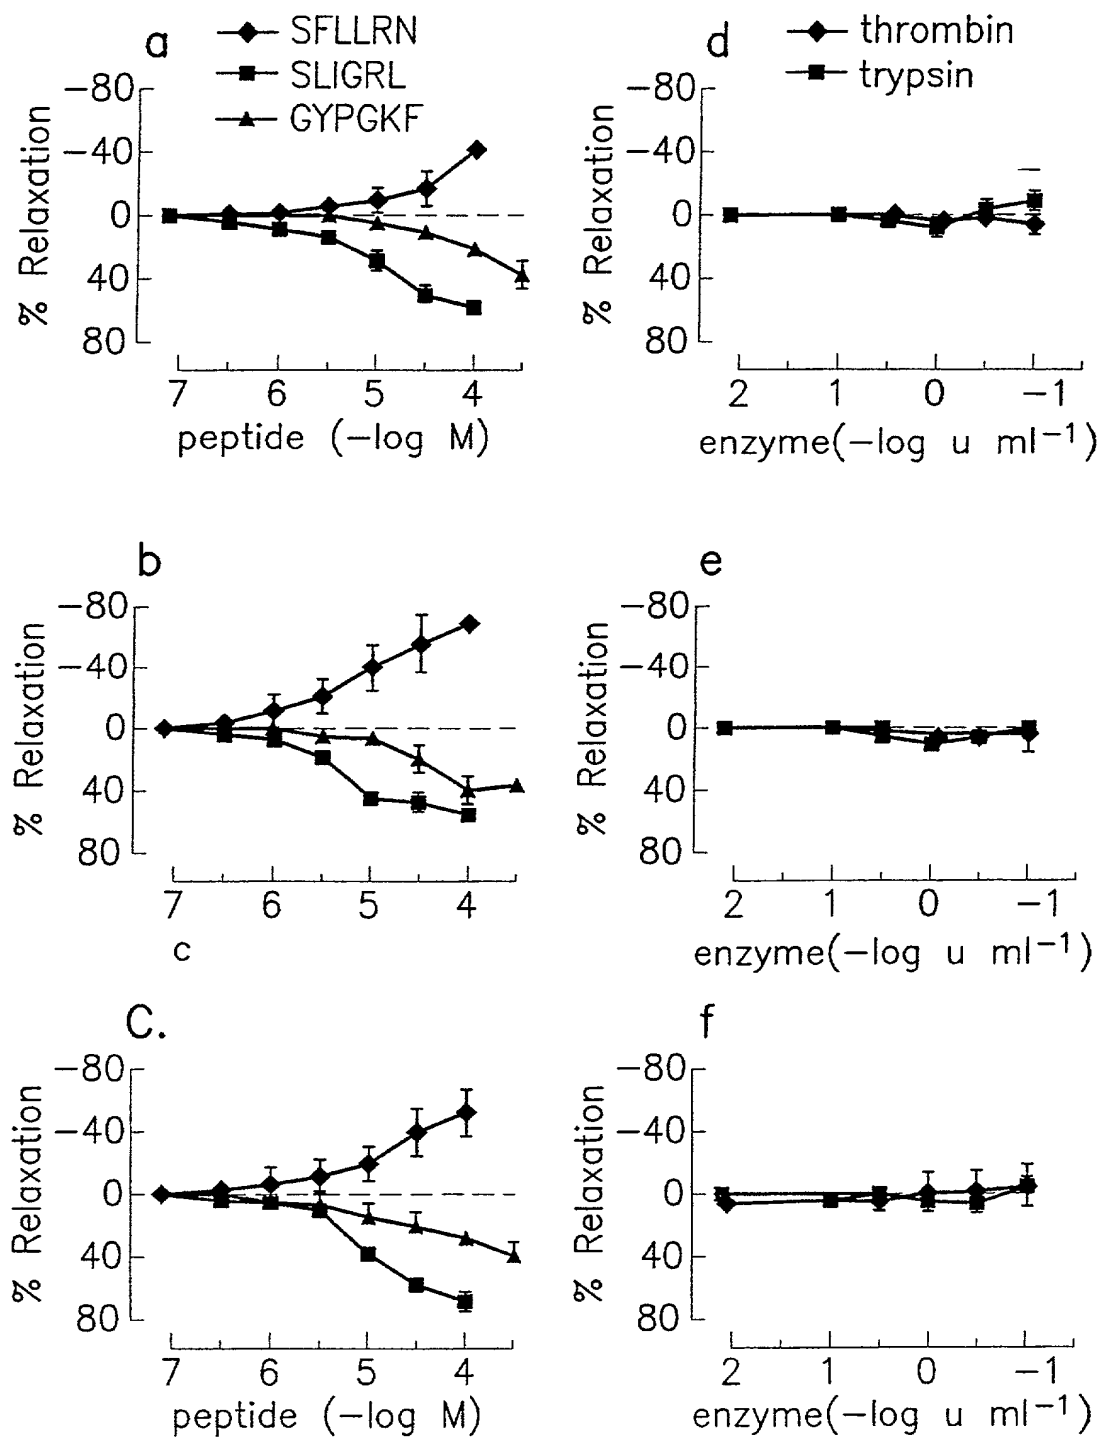 a
SFLLRN
SLIGRL
GYPGKF
−80
−40
0
40
80
% Relaxation
7 6 5 4
peptide (−log M)
d
thrombin
trypsin
−80
−40
0
40
80
% Relaxation
2 1 0 −1
enzyme(−log u ml⁻¹)
b
−80
−40
0
40
80
% Relaxation
7 6 5 4
c
e
−80
−40
0
40
80
% Relaxation
2 1 0 −1
enzyme(−log u ml⁻¹)
C.
−80
−40
0
40
80
% Relaxation
7 6 5 4
peptide (−log M)
f
−80
−40
0
40
80
% Relaxation
2 1 0 −1
enzyme(−log u ml⁻¹)